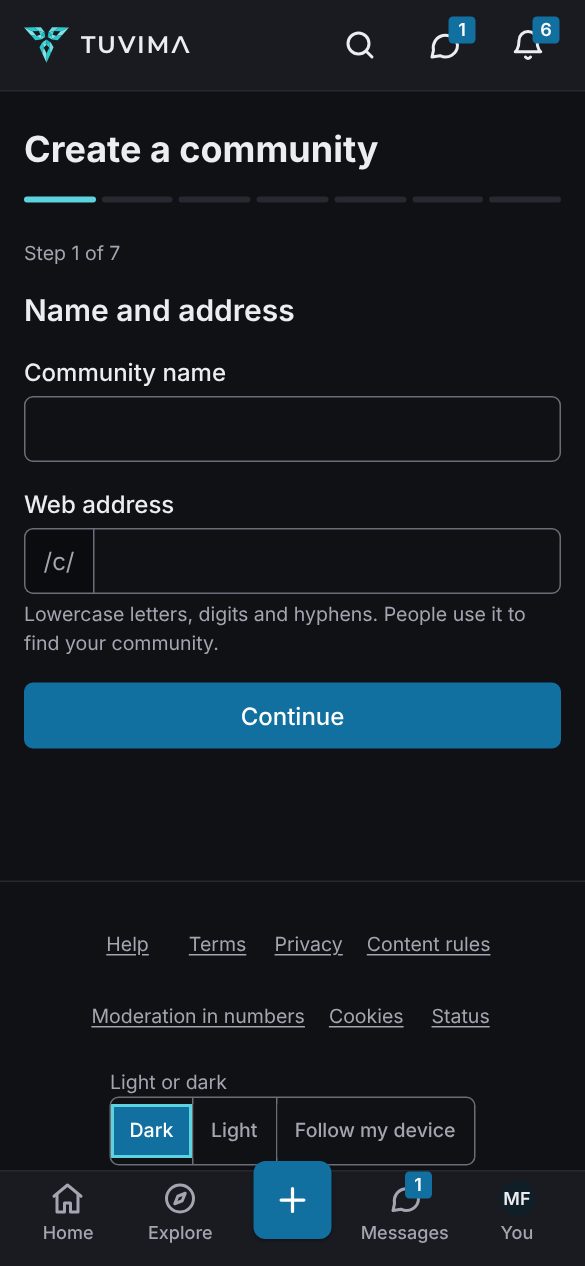 TUVIMA
1
6
Create a community
Step 1 of 7
Name and address
Community name
Web address
/c/
Lowercase letters, digits and hyphens. People use it to
find your community.
Continue
Help Terms Privacy Content rules
Moderation in numbers Cookies Status
Light or dark
Dark Light Follow my device
1
MF
Home Explore Messages You